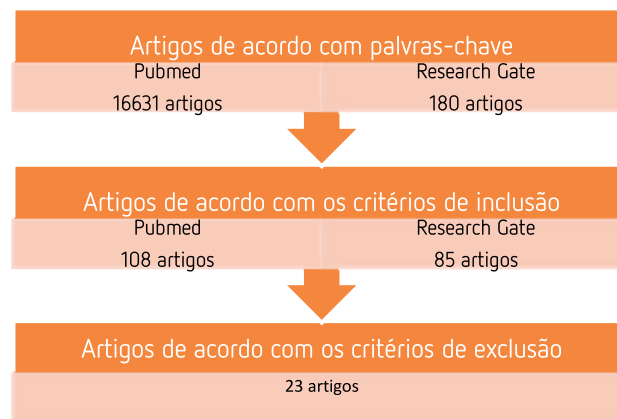 Artigos de acordo com palvras-chave
Pubmed Research Gate
16631 artigos 180 artigos
Artigos de acordo com os critérios de inclusão
Pubmed Research Gate
108 artigos 85 artigos
Artigos de acordo com os critérios de exclusão
23 artigos